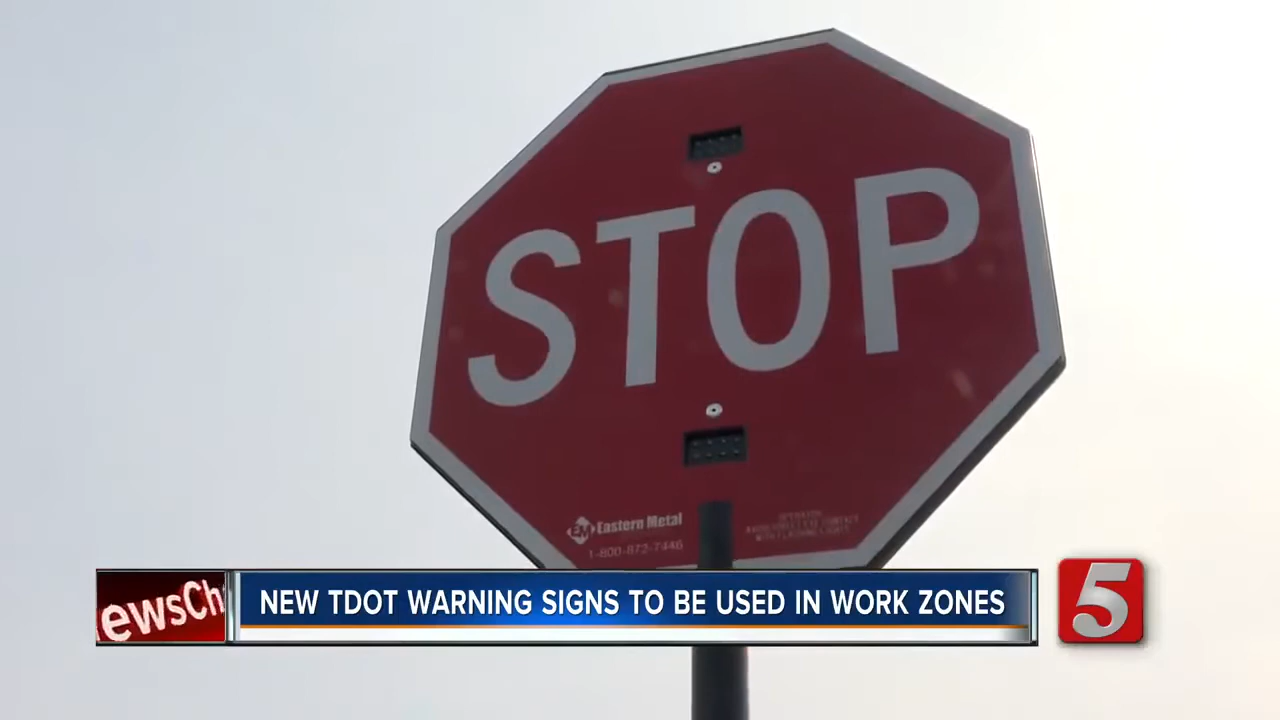 STOP
EM Eastern Metal
1-800-872-7446
ewsCh
NEW TDOT WARNING SIGNS TO BE USED IN WORK ZONES
5